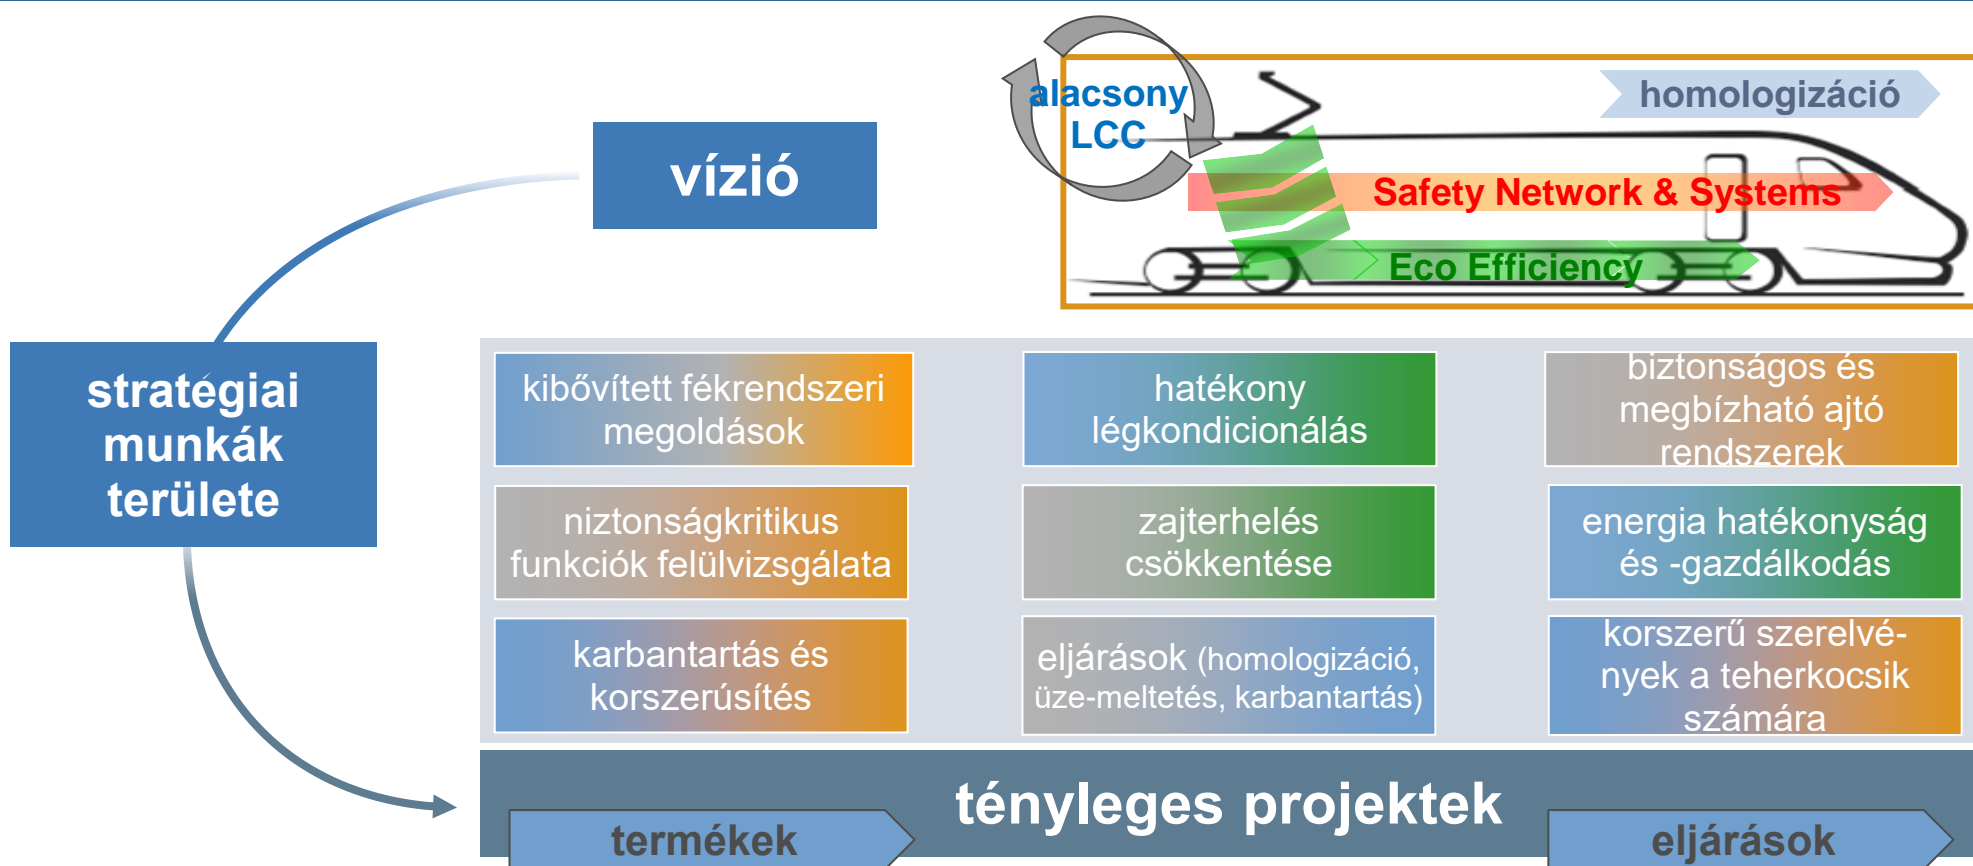 alacsony
LCC
homologizáció
vízió
Safety Network & Systems
Eco Efficiency
stratégiai
munkák
területe
kibővített fékrendszeri
megoldások
hatékony
légkondicionálás
biztonságos és
megbízható ajtó
rendszerek
niztonságkritikus
funkciók felülvizsgálata
zajterhelés
csökkentése
energia hatékonyság
és -gazdálkodás
karbantartás és
korszerúsítés
eljárások (homologizáció,
üze-meltetés, karbantartás)
korszerű szerelvé-
nyek a teherkocsik
számára
tényleges projektek
termékek
eljárások